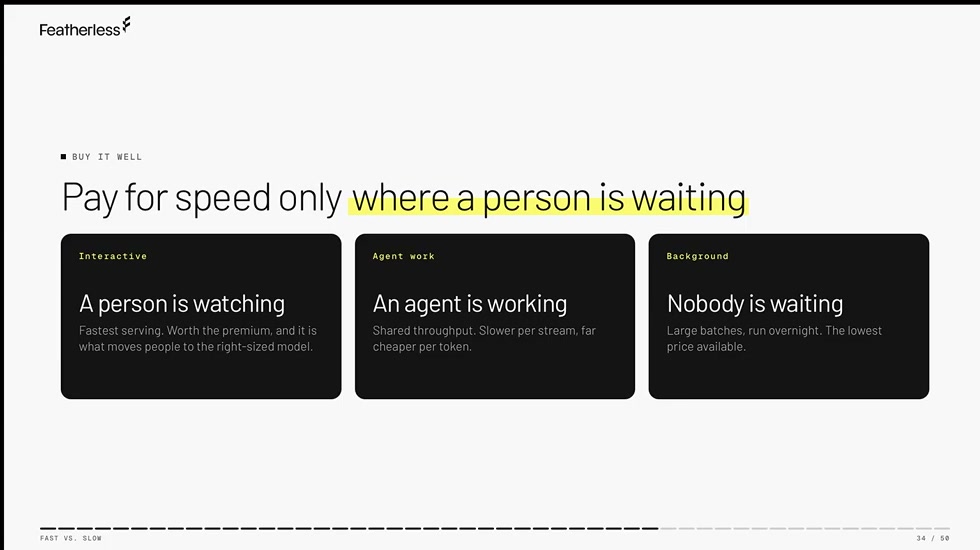 Featherless
BUY IT WELL
Pay for speed only where a person is waiting
Interactive
A person is watching
Fastest serving. Worth the premium, and it is
what moves people to the right-sized model.
Agent work
An agent is working
Shared throughput. Slower per stream, far
cheaper per token.
Background
Nobody is waiting
Large batches, run overnight. The lowest
price available.
FAST VS. SLOW
34 / 50